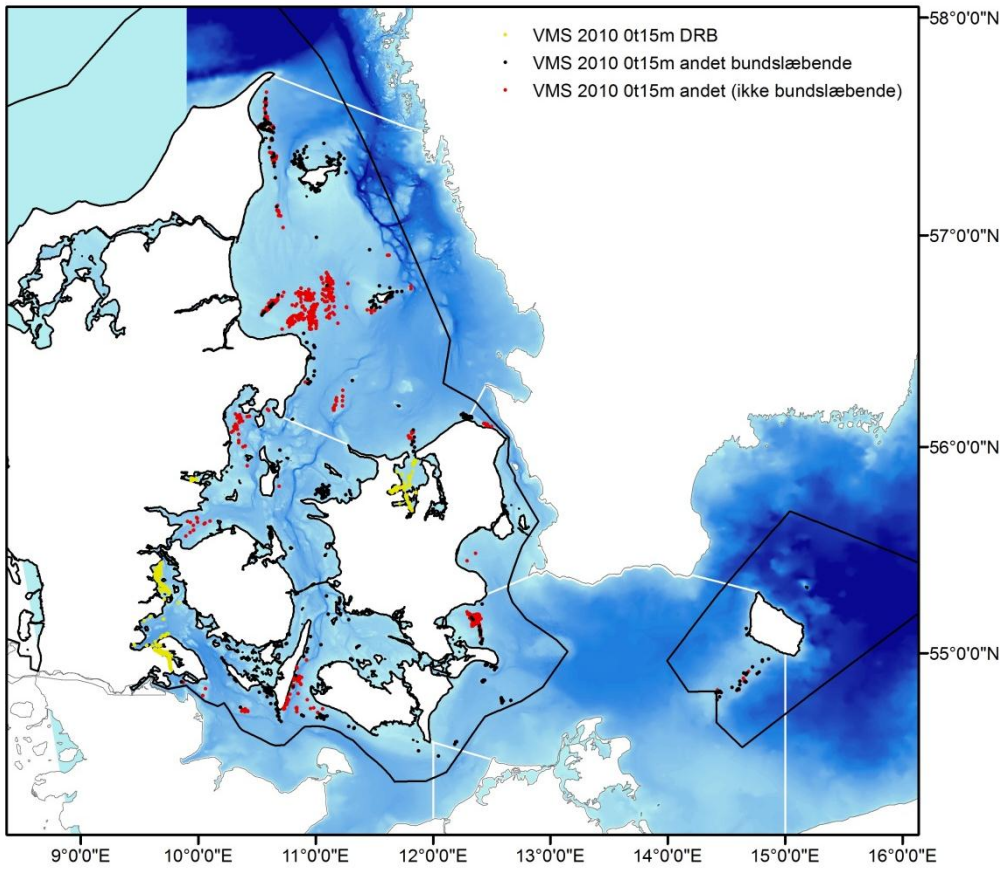 VMS 2010 0t15m DRB
VMS 2010 0t15m andet bundslæbende
VMS 2010 0t15m andet (ikke bundslæbende)
58°0'0"N
57°0'0"N
56°0'0"N
55°0'0"N
9°0'0"E 10°0'0"E 11°0'0"E 12°0'0"E 13°0'0"E 14°0'0"E 15°0'0"E 16°0'0"E